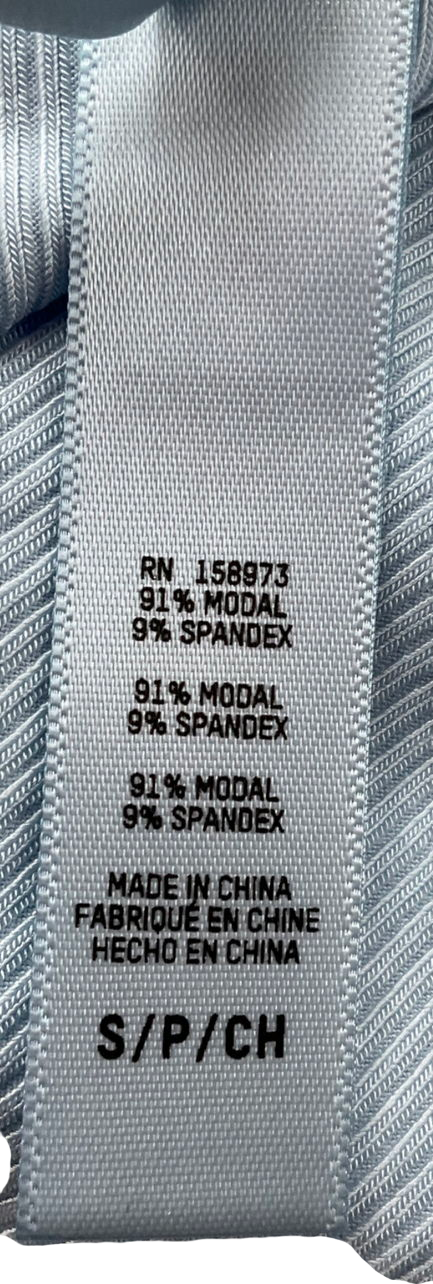 RN 158973
91% MODAL
9% SPANDEX
91% MODAL
9% SPANDEX
91% MODAL
9% SPANDEX
MADE IN CHINA
FABRIQUÉ EN CHINE
HECHO EN CHINA
S/P/CH